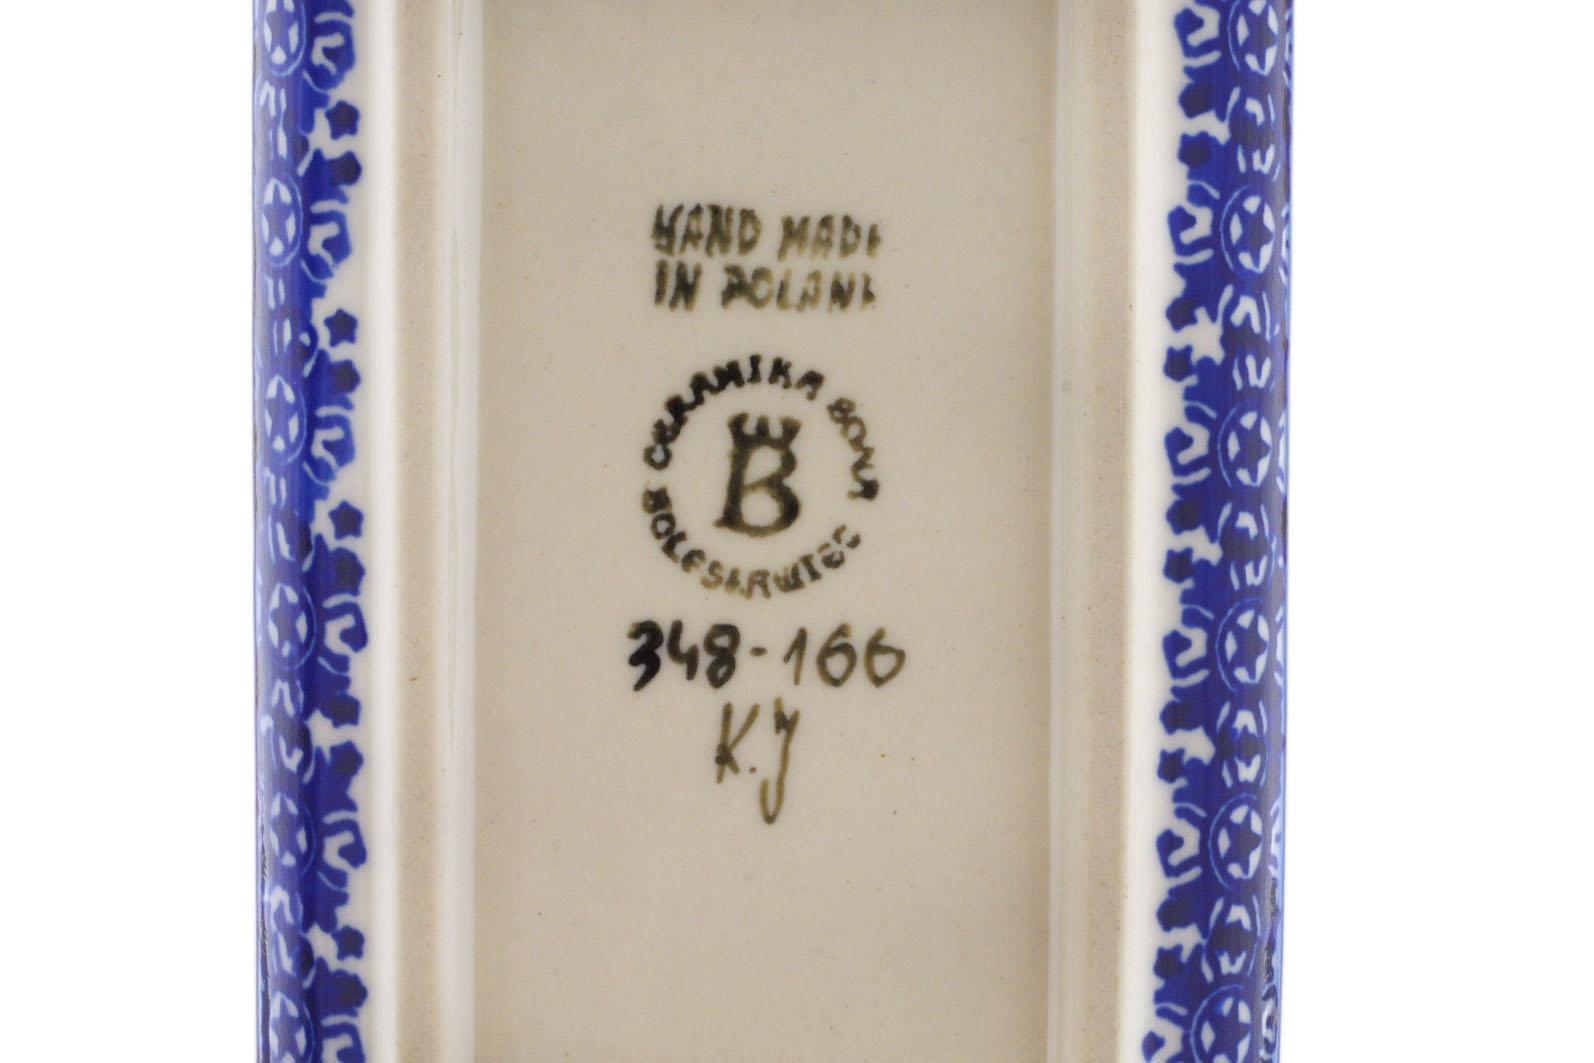 HAND MADE
IN POLAND
CERAMIKA BONA
B
BOLESŁAWIEC
348-166
K.J